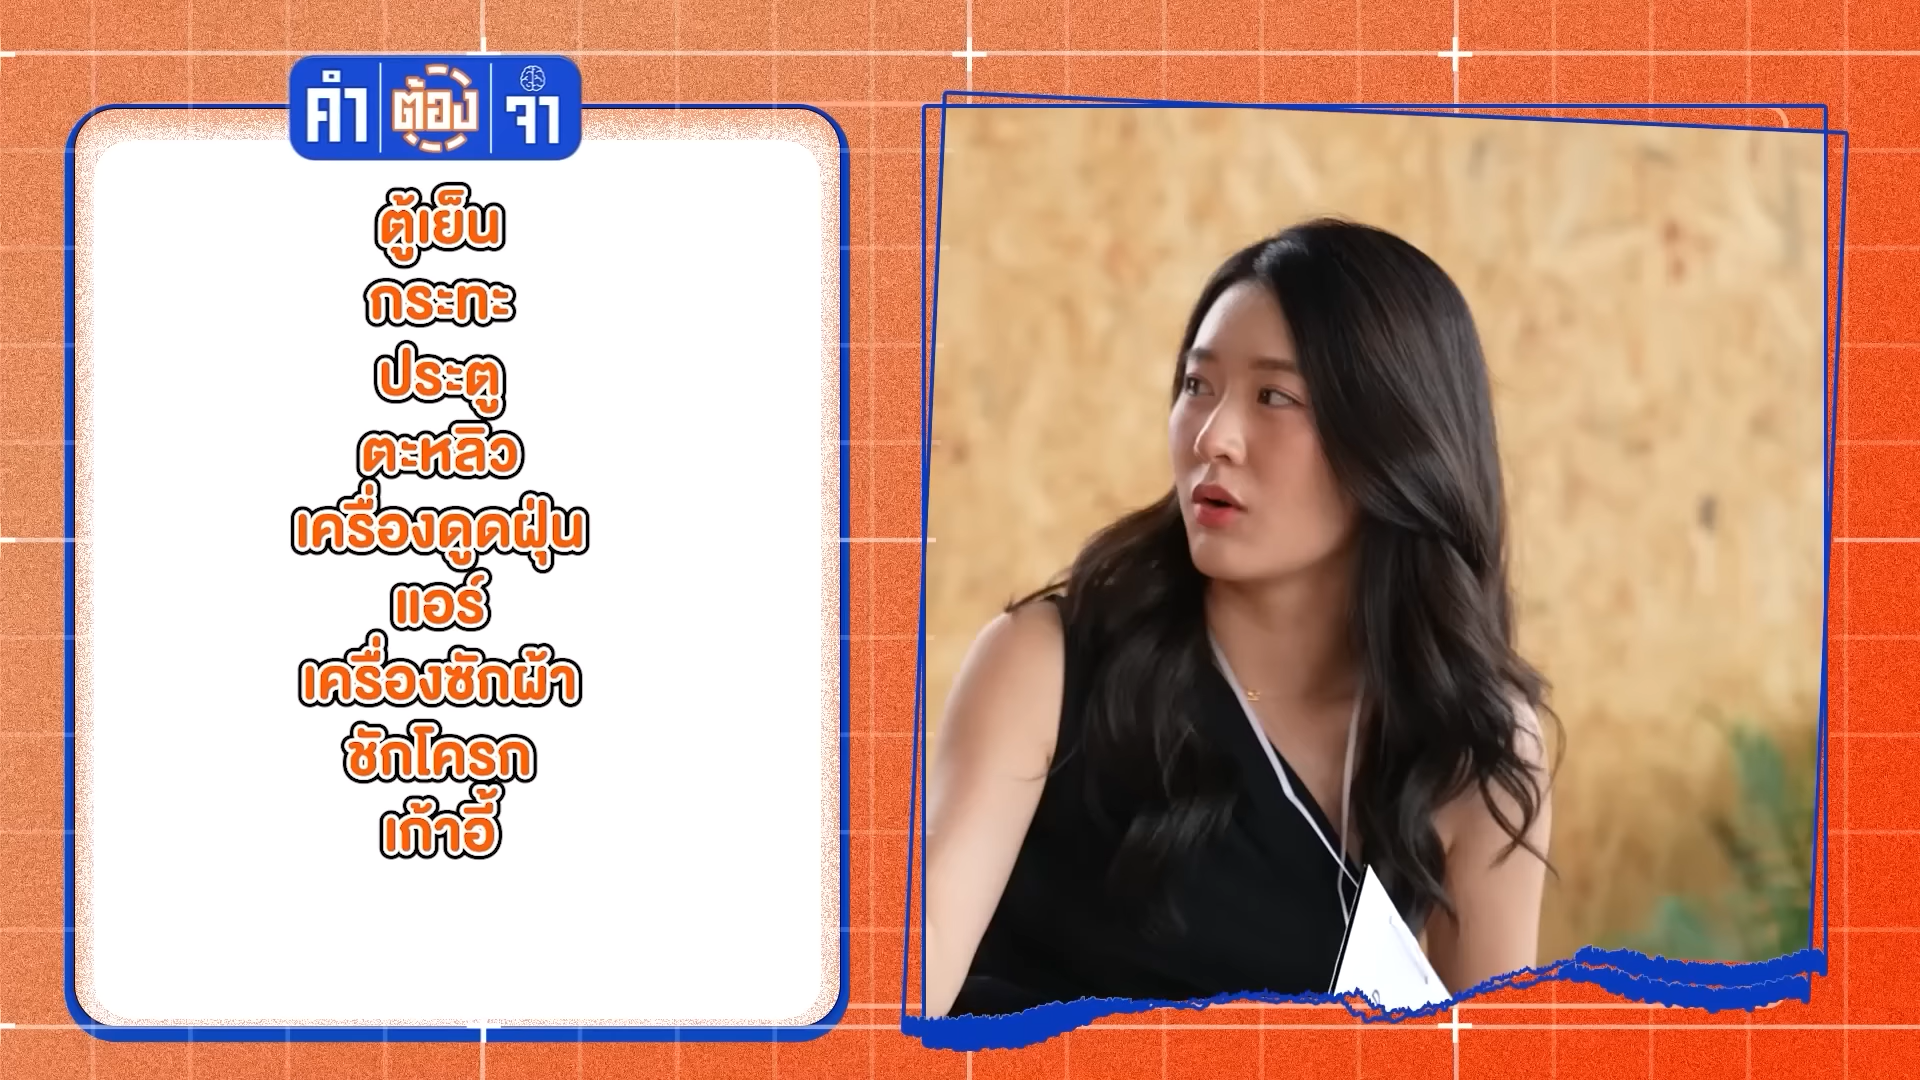 คำ ต้อง จำ
ตู้เย็น
กระทะ
ประตู
ตะหลิว
เครื่องดูดฝุ่น
แอร์
เครื่องซักผ้า
ชักโครก
เก้าอี้